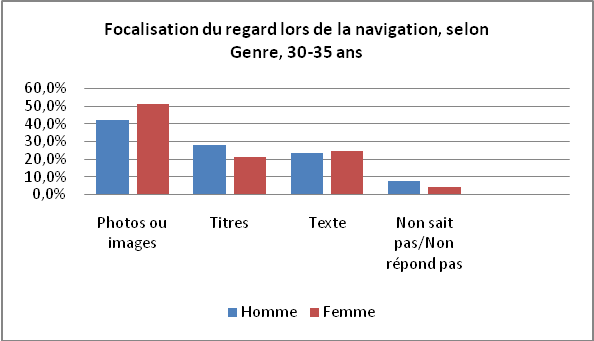 Focalisation du regard lors de la navigation, selon
Genre, 30-35 ans
60,0%
50,0%
40,0%
30,0%
20,0%
10,0%
0,0%
Photos ou
images
Titres
Texte
Non sait
pas/Non
répond pas
Homme
Femme